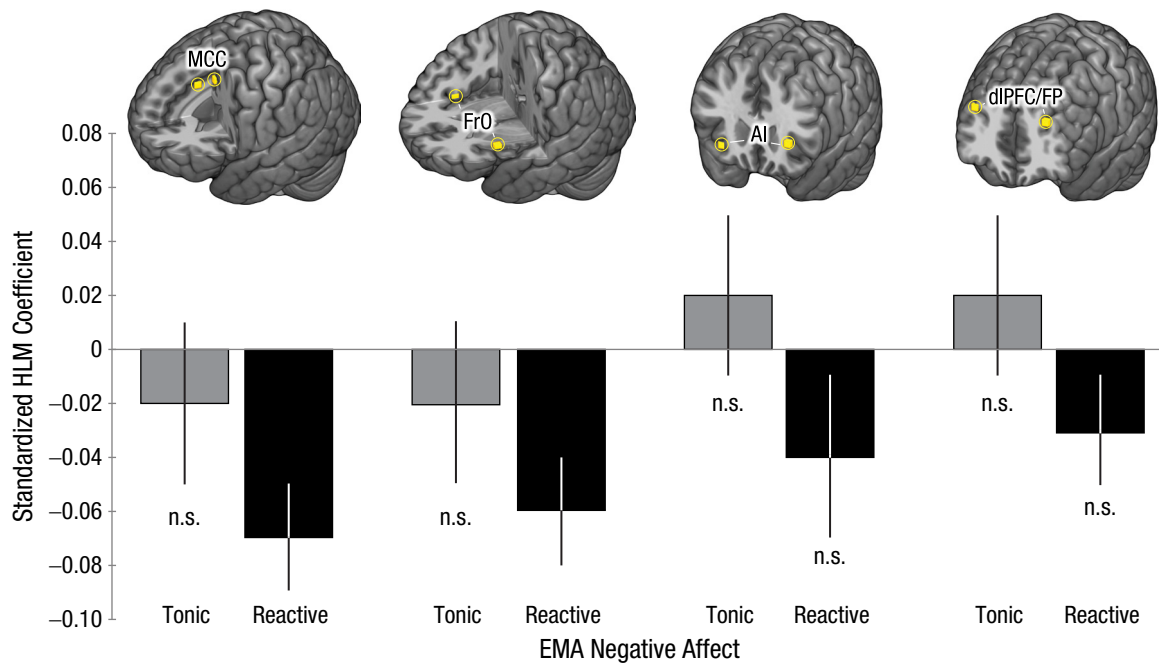 MCC
FrO
AI
dlPFC/FP
0.08
0.06
0.04
0.02
0
–0.02
–0.04
–0.06
–0.08
–0.10
Standardized HLM Coefficient
n.s.
n.s.
n.s.
n.s.
n.s.
n.s.
Tonic Reactive Tonic Reactive Tonic Reactive Tonic Reactive
EMA Negative Affect